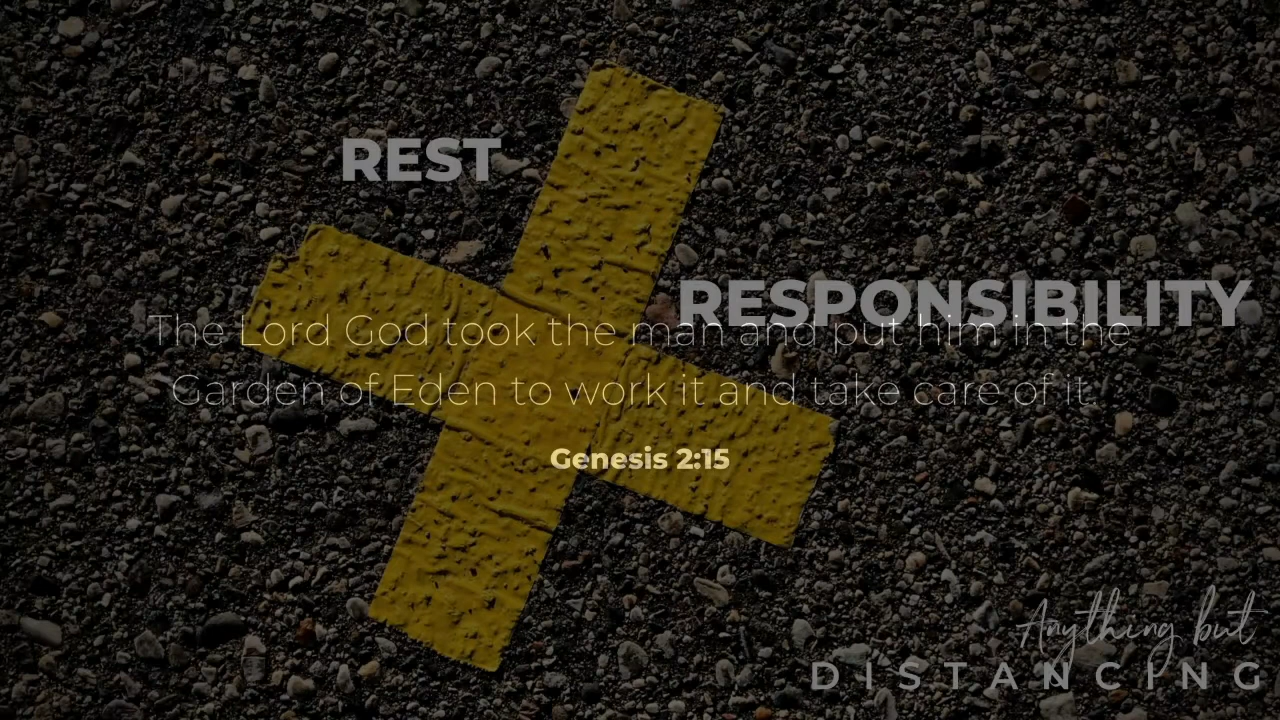 REST
RESPONSIBILITY
The Lord God took the man and put him in the
Garden of Eden to work it and take care of it.
Genesis 2:15
Anything but
DISTANCING